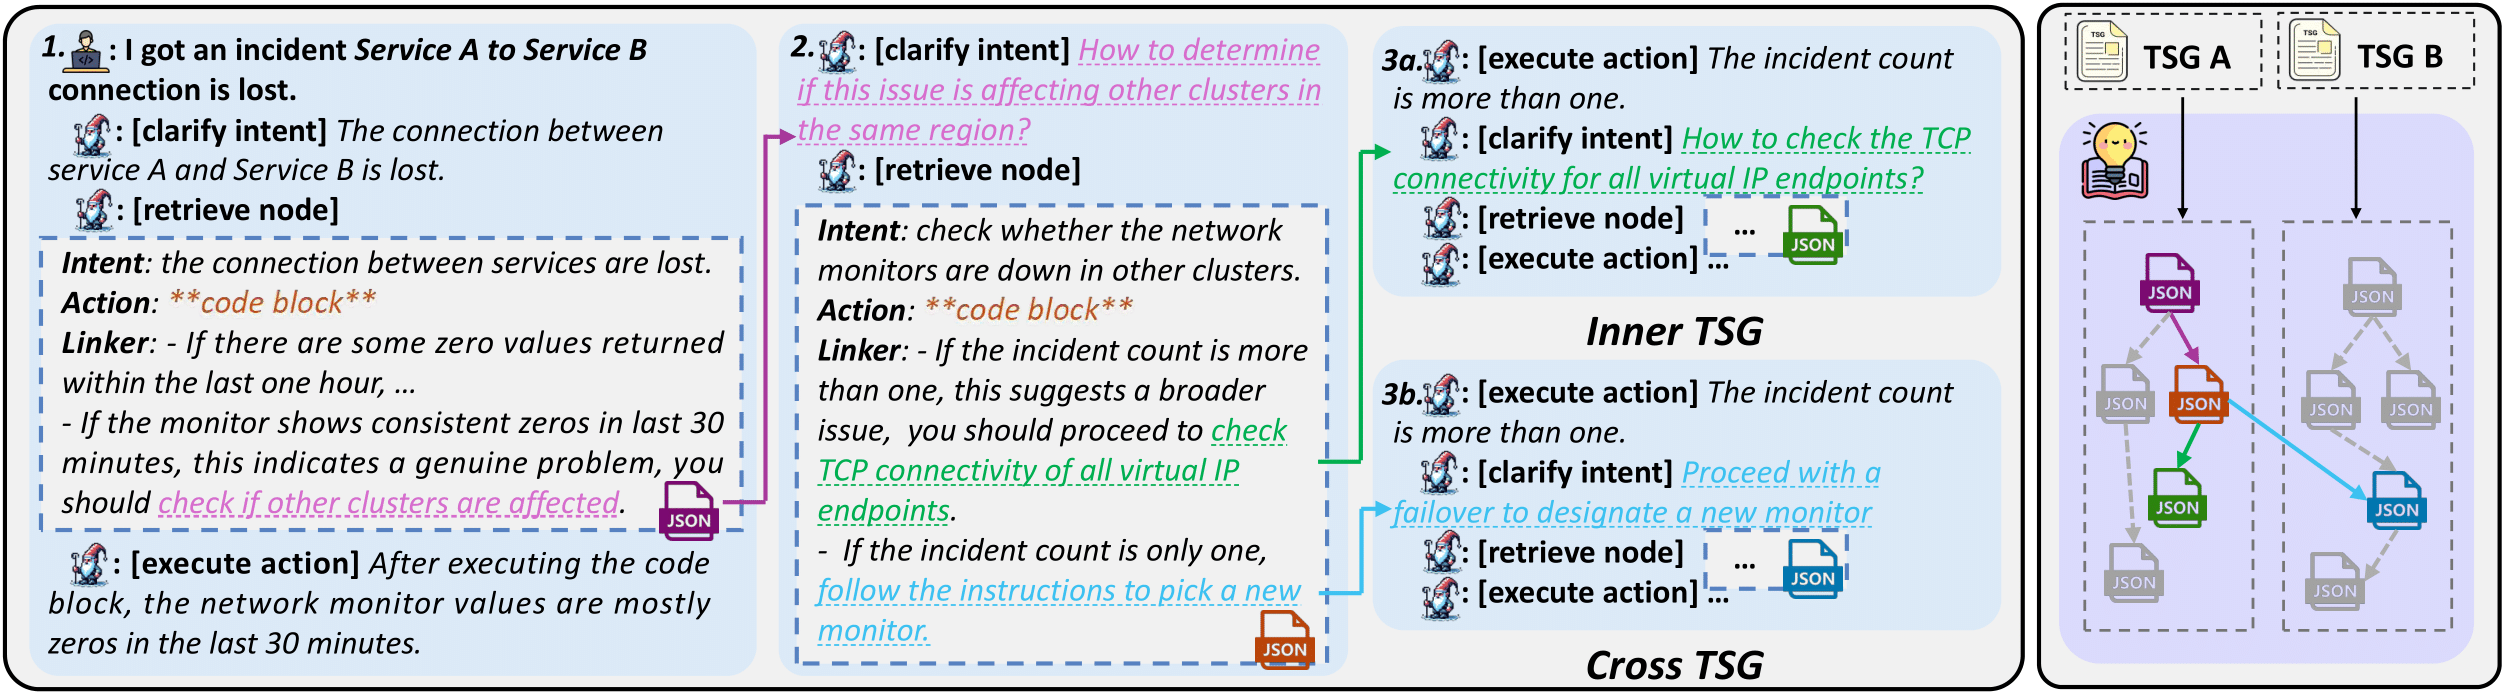 1. : I got an incident Service A to Service B
connection is lost.
: [clarify intent] The connection between
service A and Service B is lost.
: [retrieve node]
Intent: the connection between services are lost.
Action: **code block**
Linker: - If there are some zero values returned
within the last one hour, ...
- If the monitor shows consistent zeros in last 30
minutes, this indicates a genuine problem, you
should check if other clusters are affected.
JSON
: [execute action] After executing the code
block, the network monitor values are mostly
zeros in the last 30 minutes.
2. : [clarify intent] How to determine
if this issue is affecting other clusters in
the same region?
: [retrieve node]
Intent: check whether the network
monitors are down in other clusters.
Action: **code block**
Linker: - If the incident count is more
than one, this suggests a broader
issue, you should proceed to check
TCP connectivity of all virtual IP
endpoints.
- If the incident count is only one,
follow the instructions to pick a new
monitor.
JSON
3a. : [execute action] The incident count
is more than one.
: [clarify intent] How to check the TCP
connectivity for all virtual IP endpoints?
: [retrieve node] ... JSON
: [execute action] ...
Inner TSG
3b. : [execute action] The incident count
is more than one.
: [clarify intent] Proceed with a
failover to designate a new monitor
: [retrieve node] ... JSON
: [execute action] ...
Cross TSG
TSG TSG A
TSG TSG B
JSON
JSON
JSON
JSON
JSON
JSON
JSON
JSON
JSON
JSON